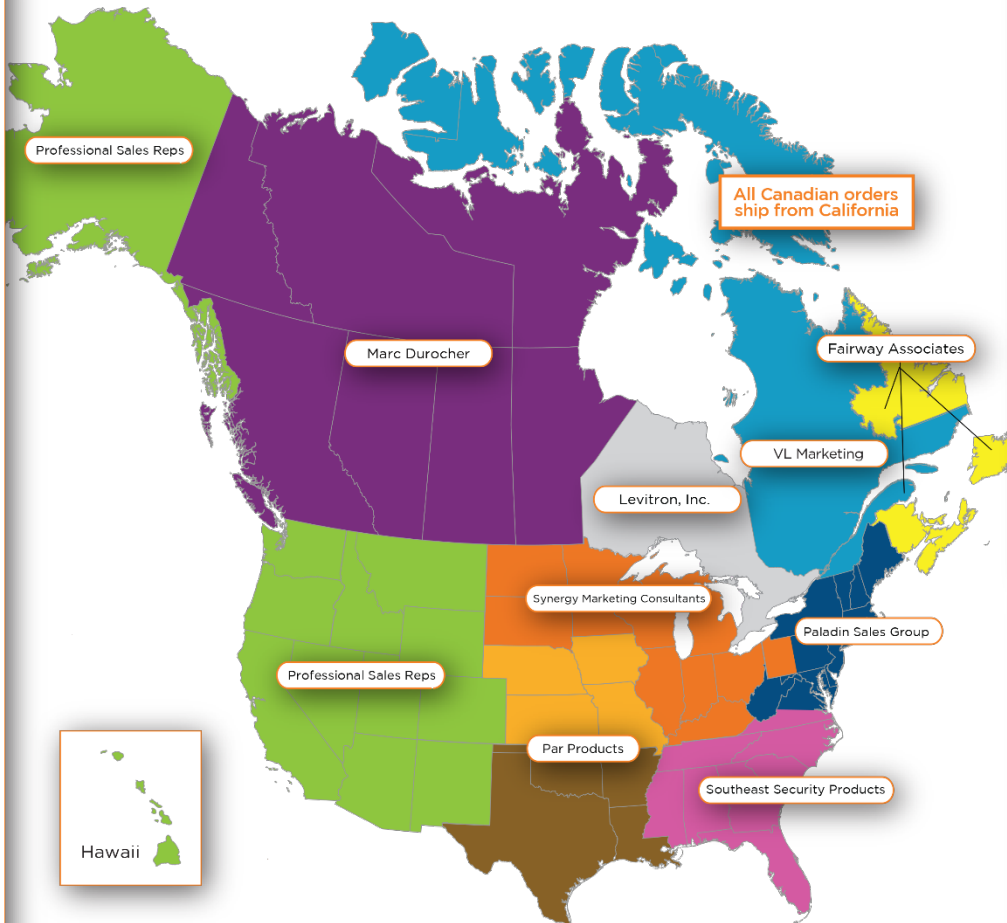 Professional Sales Reps
All Canadian orders
ship from California
Marc Durocher
Fairway Associates
VL Marketing
Levitron, Inc.
Synergy Marketing Consultants
Paladin Sales Group
Professional Sales Reps
Par Products
Southeast Security Products
Hawaii